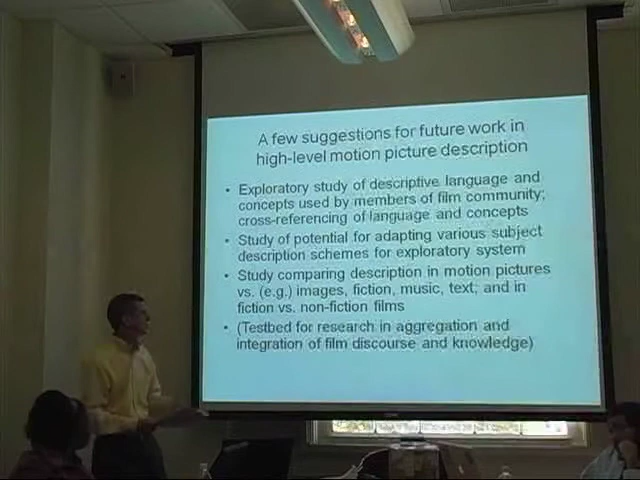 A few suggestions for future work in
high-level motion picture description
• Exploratory study of descriptive language and
concepts used by members of film community;
cross-referencing of language and concepts
• Study of potential for adapting various subject
description schemes for exploratory system
• Study comparing description in motion pictures
vs. (e.g.) images, fiction, music, text; and in
fiction vs. non-fiction films
• (Testbed for research in aggregation and
integration of film discourse and knowledge)